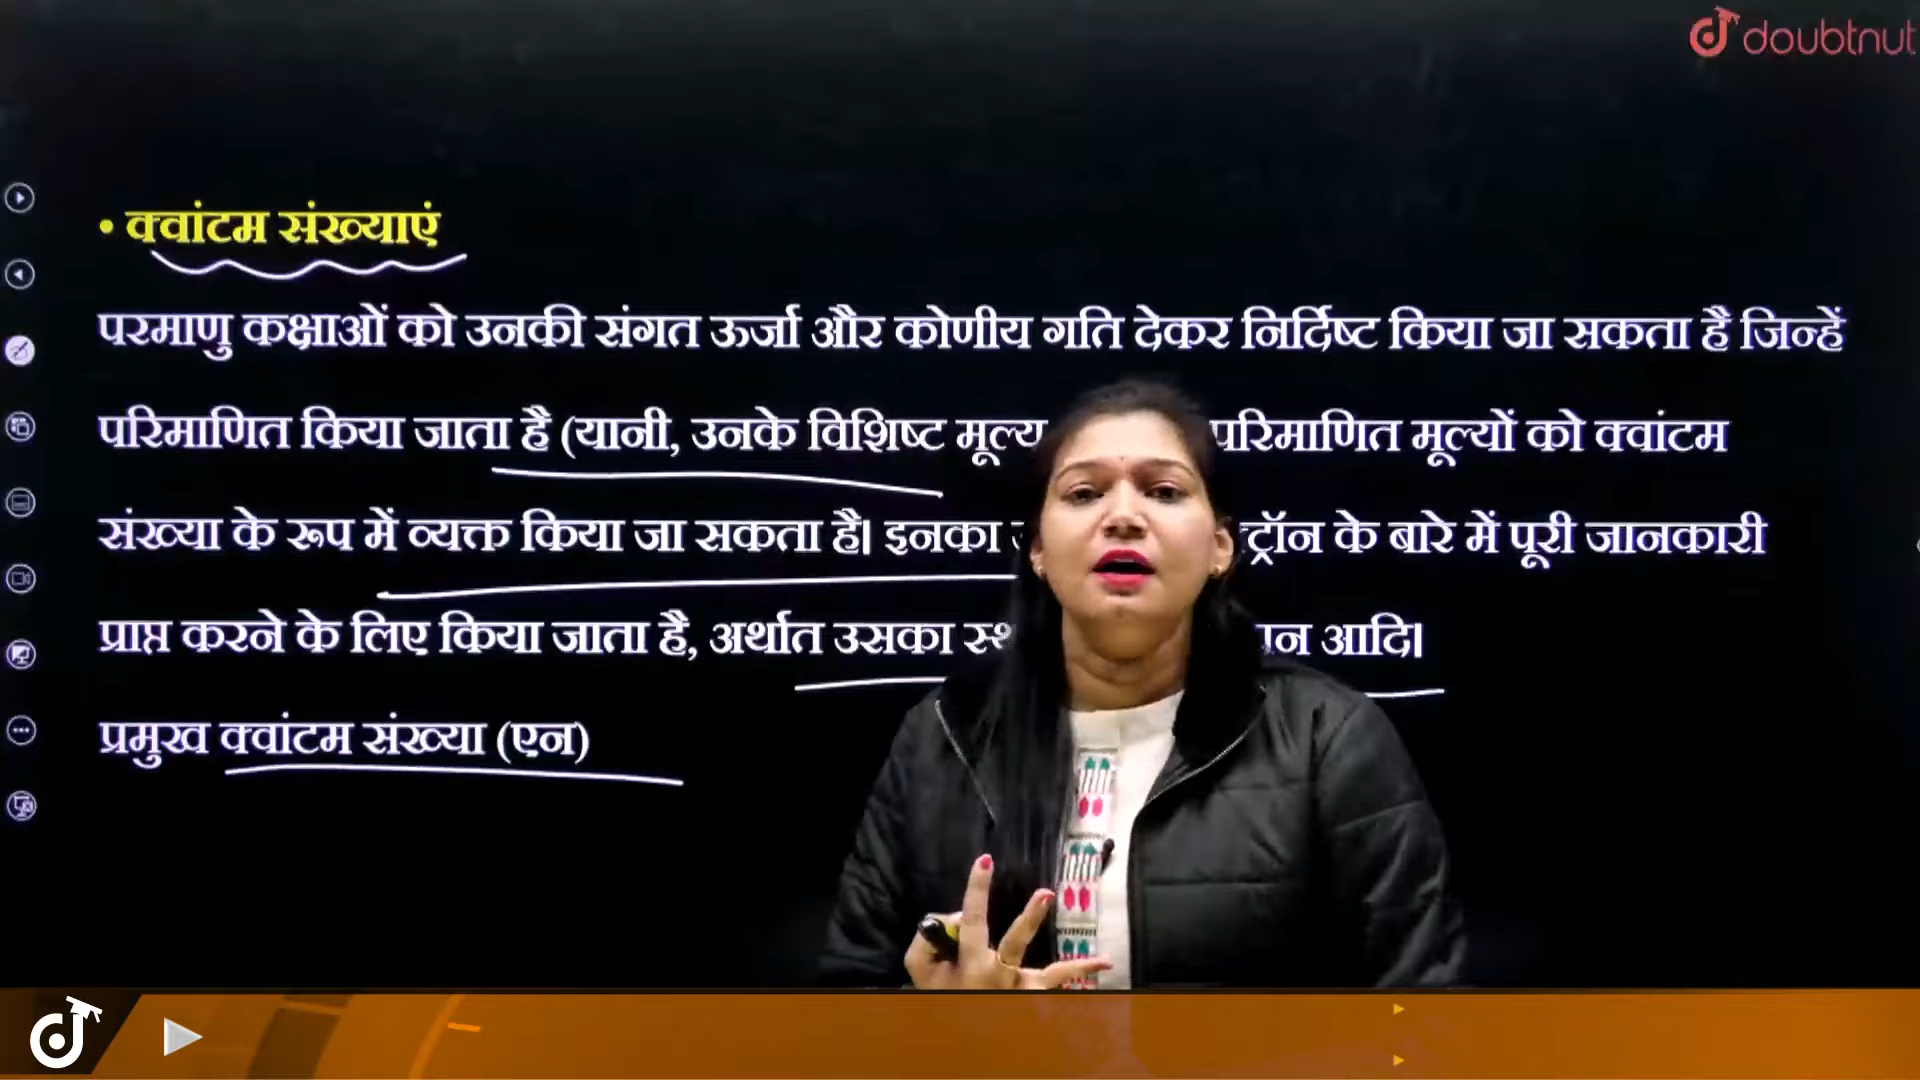 doubtnut
• क्वांटम संख्याएं
परमाणु कक्षाओं को उनकी संगत ऊर्जा और कोणीय गति देकर निर्दिष्ट किया जा सकता है जिन्हें
परिमाणित किया जाता है (यानी, उनके विशिष्ट मूल्य परिमाणित मूल्यों को क्वांटम
संख्या के रूप में व्यक्त किया जा सकता है। इनका के बारे में पूरी जानकारी
प्राप्त करने के लिए किया जाता है, अर्थात उसका आदि।
प्रमुख क्वांटम संख्या (एन)